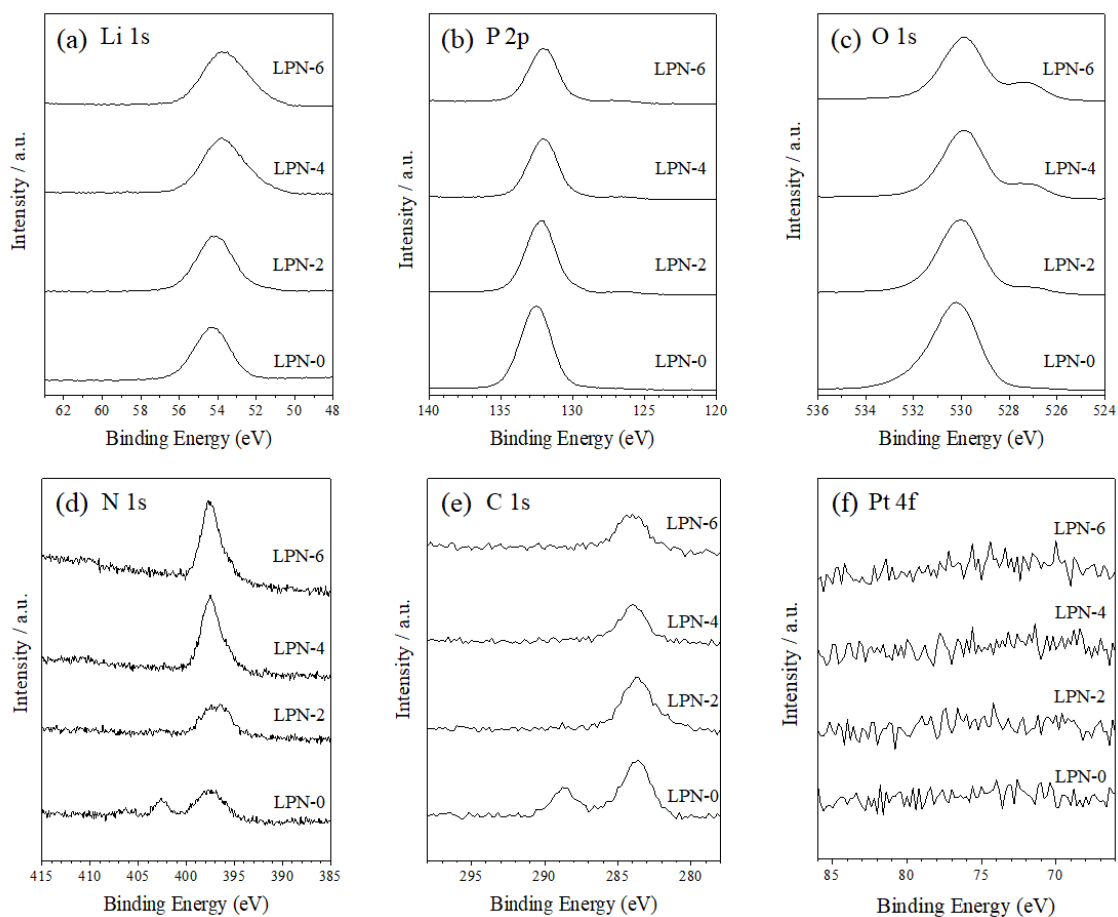 (a) Li 1s
LPN-6
LPN-4
LPN-2
LPN-0
Intensity / a.u.
62 60 58 56 54 52 50 48
Binding Energy (eV)
(b) P 2p
LPN-6
LPN-4
LPN-2
LPN-0
Intensity / a.u.
140 135 130 125 120
Binding Energy (eV)
(c) O 1s
LPN-6
LPN-4
LPN-2
LPN-0
Intensity / a.u.
536 534 532 530 528 526 524
Binding Energy (eV)
(d) N 1s
LPN-6
LPN-4
LPN-2
LPN-0
Intensity / a.u.
415 410 405 400 395 390 385
Binding Energy (eV)
(e) C 1s
LPN-6
LPN-4
LPN-2
LPN-0
Intensity / a.u.
295 290 285 280
Binding Energy (eV)
(f) Pt 4f
LPN-6
LPN-4
LPN-2
LPN-0
Intensity / a.u.
85 80 75 70
Binding Energy (eV)